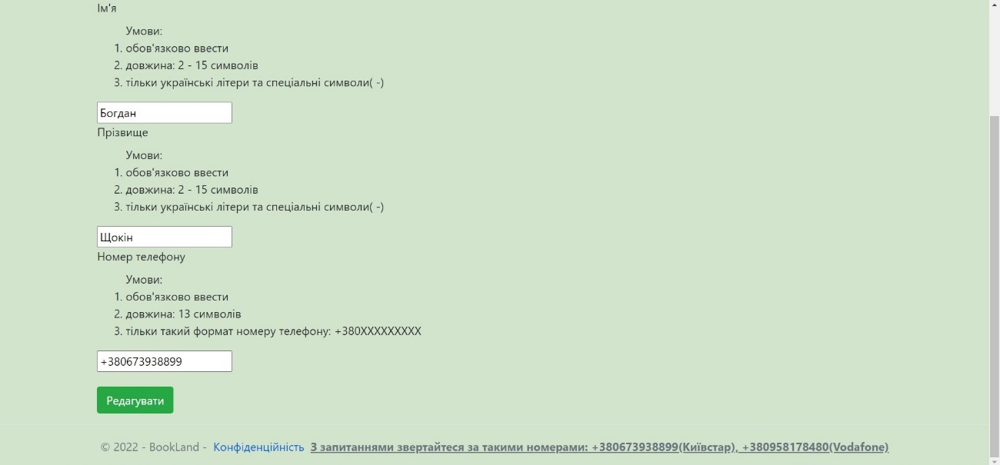 Ім'я
Умови:
1. обов'язково ввести
2. довжина: 2 - 15 символів
3. тільки українські літери та спеціальні символи( -)
Богдан
Прізвище
Умови:
1. обов'язково ввести
2. довжина: 2 - 15 символів
3. тільки українські літери та спеціальні символи( -)
Щокін
Номер телефону
Умови:
1. обов'язково ввести
2. довжина: 13 символів
3. тільки такий формат номеру телефону: +380XXXXXXXXX
+380673938899
Редагувати
© 2022 - BookLand - Конфіденційність З запитаннями звертайтеся за такими номерами: +380673938899(Київстар), +380958178480(Vodafone)